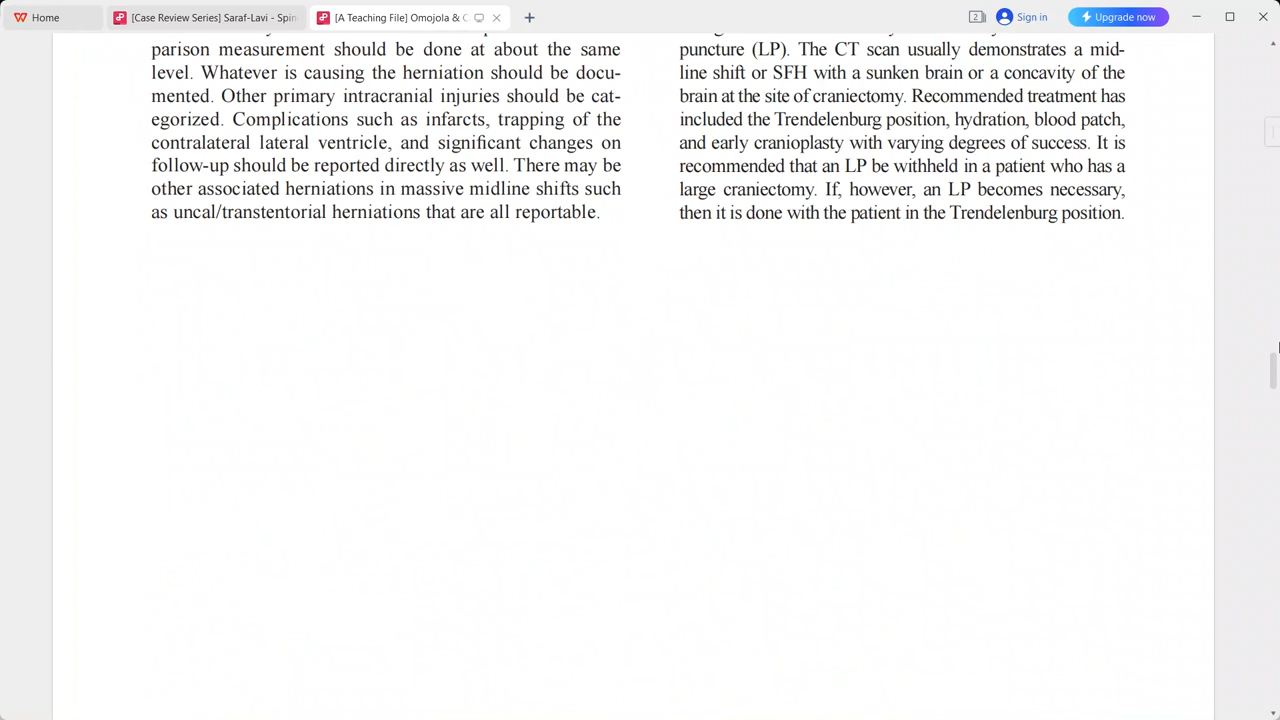 Home
[Case Review Series] Saraf-Lavi - Spin
[A Teaching File] Omojola & C
2
Sign in
Upgrade now
parison measurement should be done at about the same
level. Whatever is causing the herniation should be docu-
mented. Other primary intracranial injuries should be cat-
egorized. Complications such as infarcts, trapping of the
contralateral lateral ventricle, and significant changes on
follow-up should be reported directly as well. There may be
other associated herniations in massive midline shifts such
as uncal/transtentorial herniations that are all reportable.
puncture (LP). The CT scan usually demonstrates a mid-
line shift or SFH with a sunken brain or a concavity of the
brain at the site of craniectomy. Recommended treatment has
included the Trendelenburg position, hydration, blood patch,
and early cranioplasty with varying degrees of success. It is
recommended that an LP be withheld in a patient who has a
large craniectomy. If, however, an LP becomes necessary,
then it is done with the patient in the Trendelenburg position.